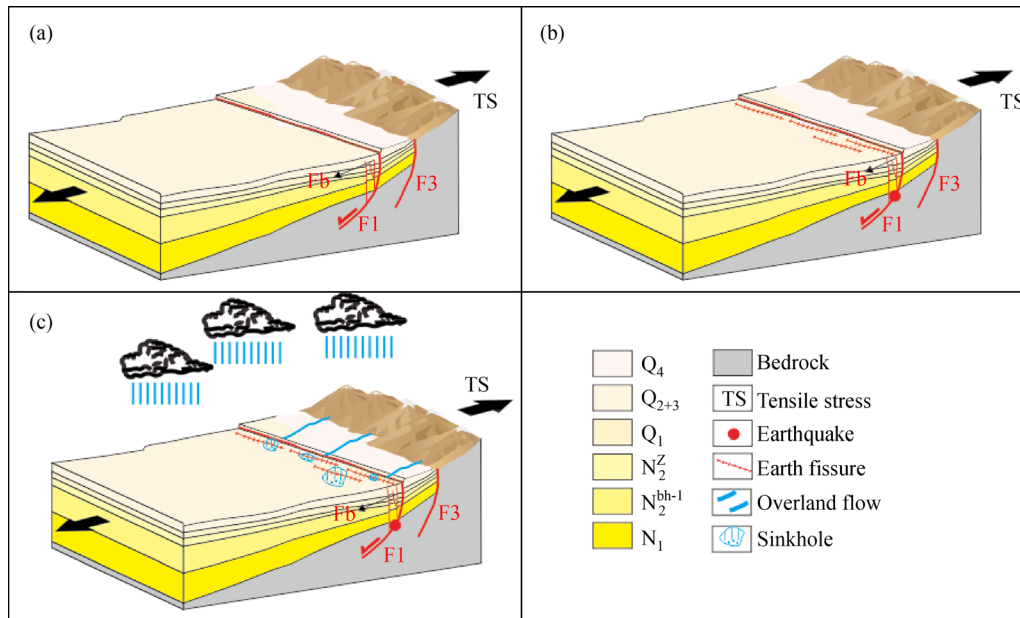 (a)
TS
Fb
F3
F1
(b)
TS
Fb
F3
F1
(c)
TS
Fb
F3
F1
Q4
Q2+3
Q1
N2Z
N2bh-1
N1
Bedrock
TS Tensile stress
Earthquake
Earth fissure
Overland flow
Sinkhole